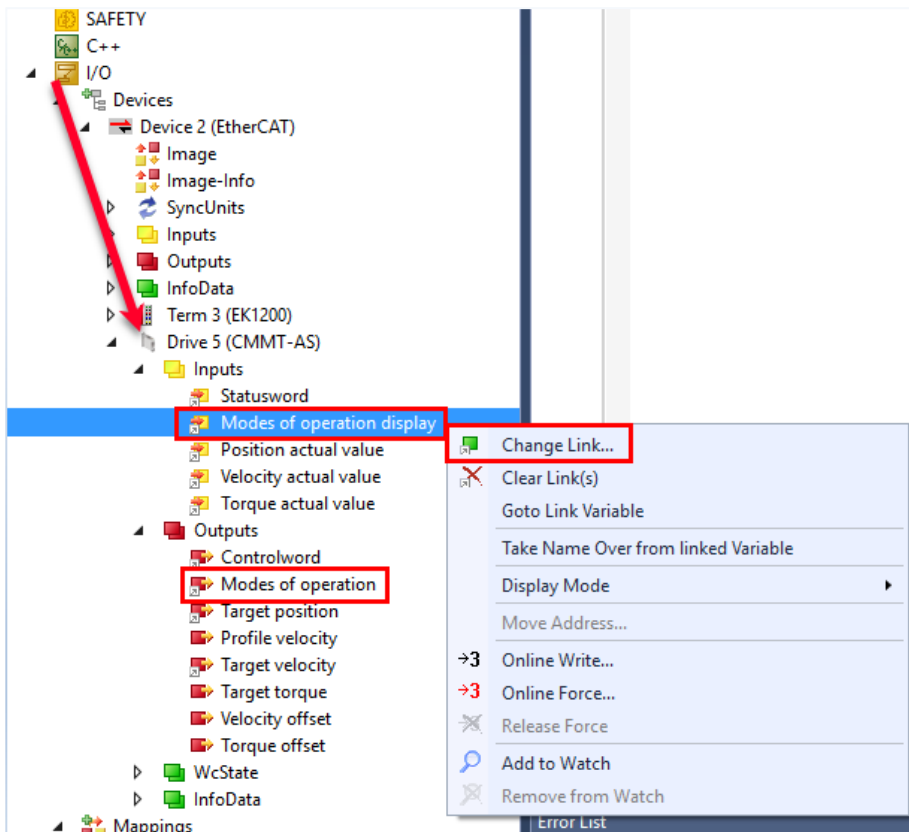 SAFETY
C++
I/O
Devices
Device 2 (EtherCAT)
Image
Image-Info
SyncUnits
Inputs
Outputs
InfoData
Term 3 (EK1200)
Drive 5 (CMMT-AS)
Inputs
Statusword
Modes of operation display
Position actual value
Velocity actual value
Torque actual value
Outputs
Controlword
Modes of operation
Target position
Profile velocity
Target velocity
Target torque
Velocity offset
Torque offset
WcState
InfoData
Mappings
Change Link...
Clear Link(s)
Goto Link Variable
Take Name Over from linked Variable
Display Mode
Move Address...
Online Write...
Online Force...
Release Force
Add to Watch
Remove from Watch
Error List